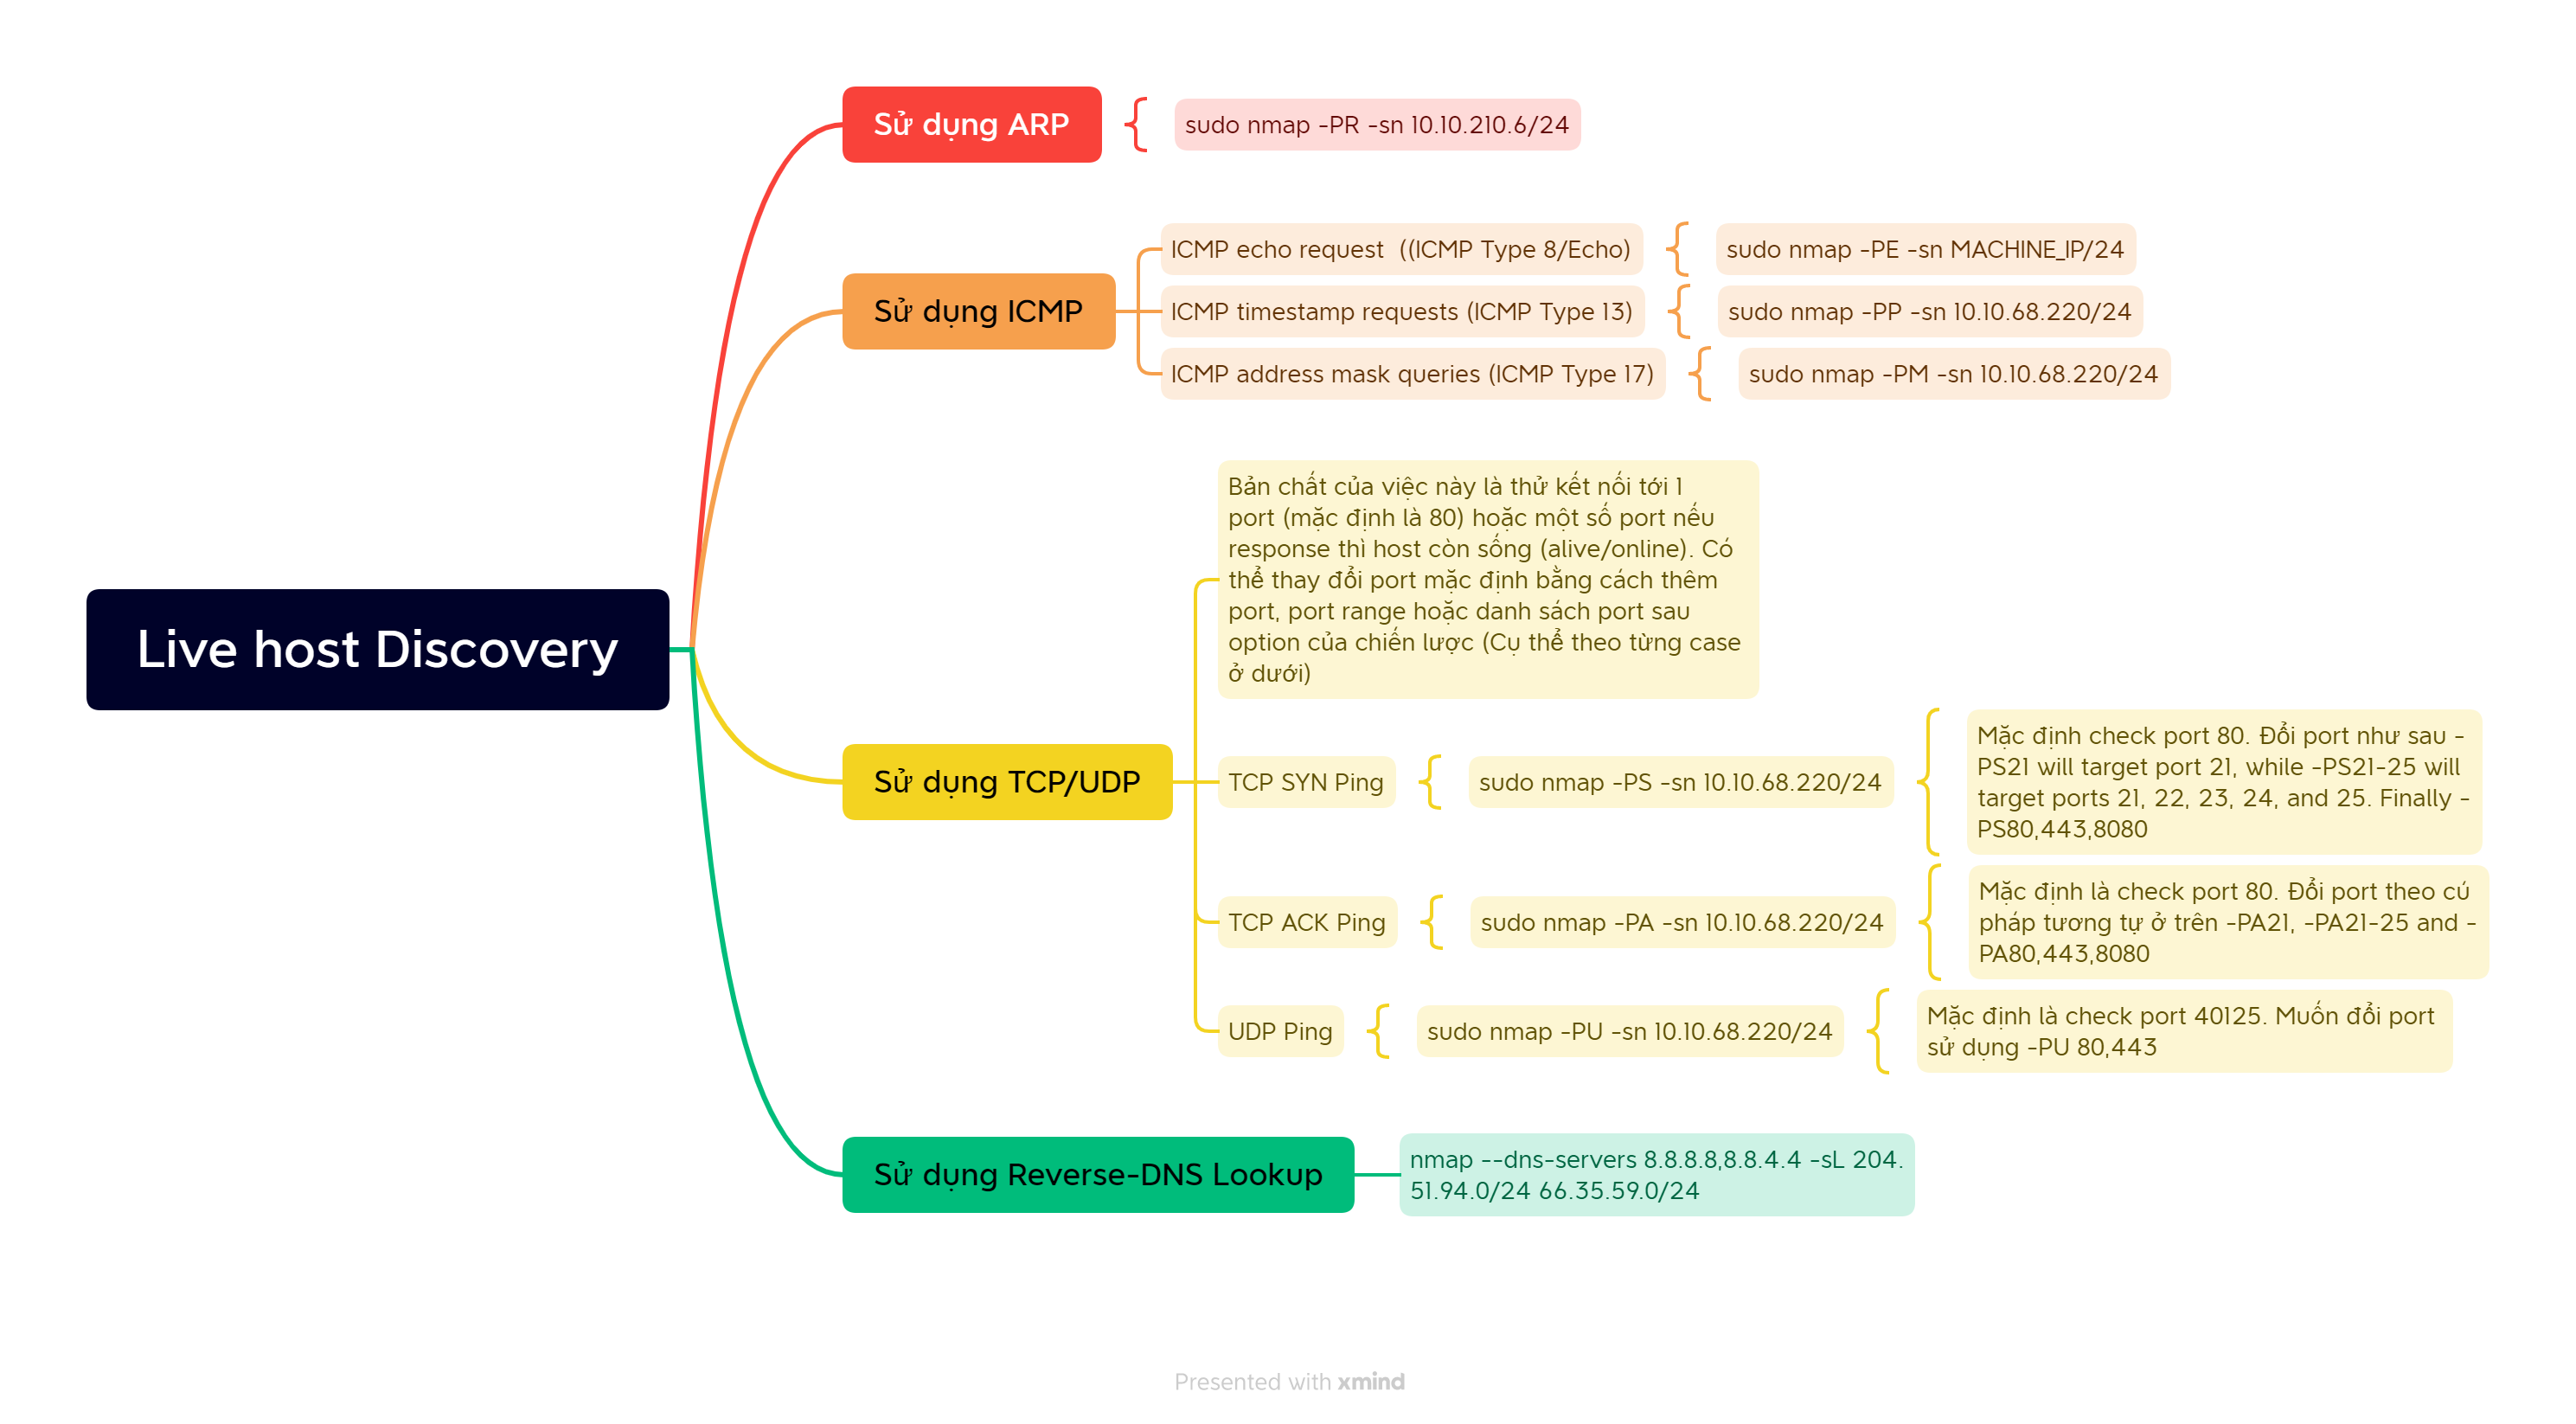 Live host Discovery
Sử dụng ARP
sudo nmap -PR -sn 10.10.210.6/24
Sử dụng ICMP
ICMP echo request  ((ICMP Type 8/Echo)
sudo nmap -PE -sn MACHINE_IP/24
ICMP timestamp requests (ICMP Type 13)
sudo nmap -PP -sn 10.10.68.220/24
ICMP address mask queries (ICMP Type 17)
sudo nmap -PM -sn 10.10.68.220/24
Sử dụng TCP/UDP
Bản chất của việc này là thử kết nối tới 1
port (mặc định là 80) hoặc một số port nếu
response thì host còn sống (alive/online). Có
thể thay đổi port mặc định bằng cách thêm
port, port range hoặc danh sách port sau
option của chiến lược (Cụ thể theo từng case
ở dưới)
TCP SYN Ping
sudo nmap -PS -sn 10.10.68.220/24
Mặc định check port 80. Đổi port như sau -
PS21 will target port 21, while -PS21-25 will
target ports 21, 22, 23, 24, and 25. Finally -
PS80,443,8080
TCP ACK Ping
sudo nmap -PA -sn 10.10.68.220/24
Mặc định là check port 80. Đổi port theo cú
pháp tương tự ở trên -PA21, -PA21-25 and -
PA80,443,8080
UDP Ping
sudo nmap -PU -sn 10.10.68.220/24
Mặc định là check port 40125. Muốn đổi port
sử dụng -PU 80,443
Sử dụng Reverse-DNS Lookup
nmap --dns-servers 8.8.8.8,8.8.4.4 -sL 204.
51.94.0/24 66.35.59.0/24
Presented with xmind